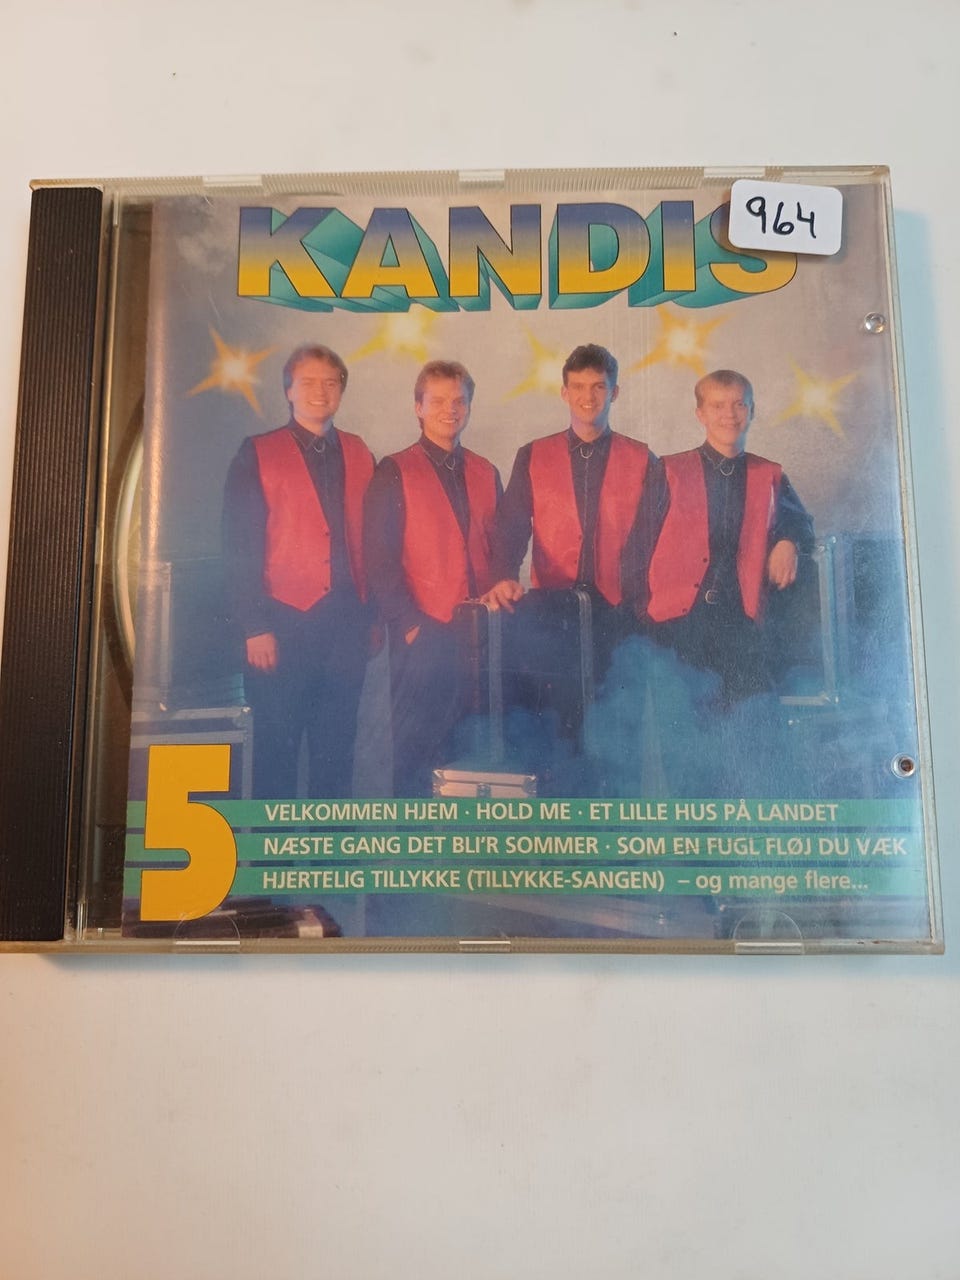 KANDIS
964
5
VELKOMMEN HJEM · HOLD ME · ET LILLE HUS PÅ LANDET
NÆSTE GANG DET BLI'R SOMMER · SOM EN FUGL FLØJ DU VÆK
HJERTELIG TILLYKKE (TILLYKKE-SANGEN) – og mange flere...